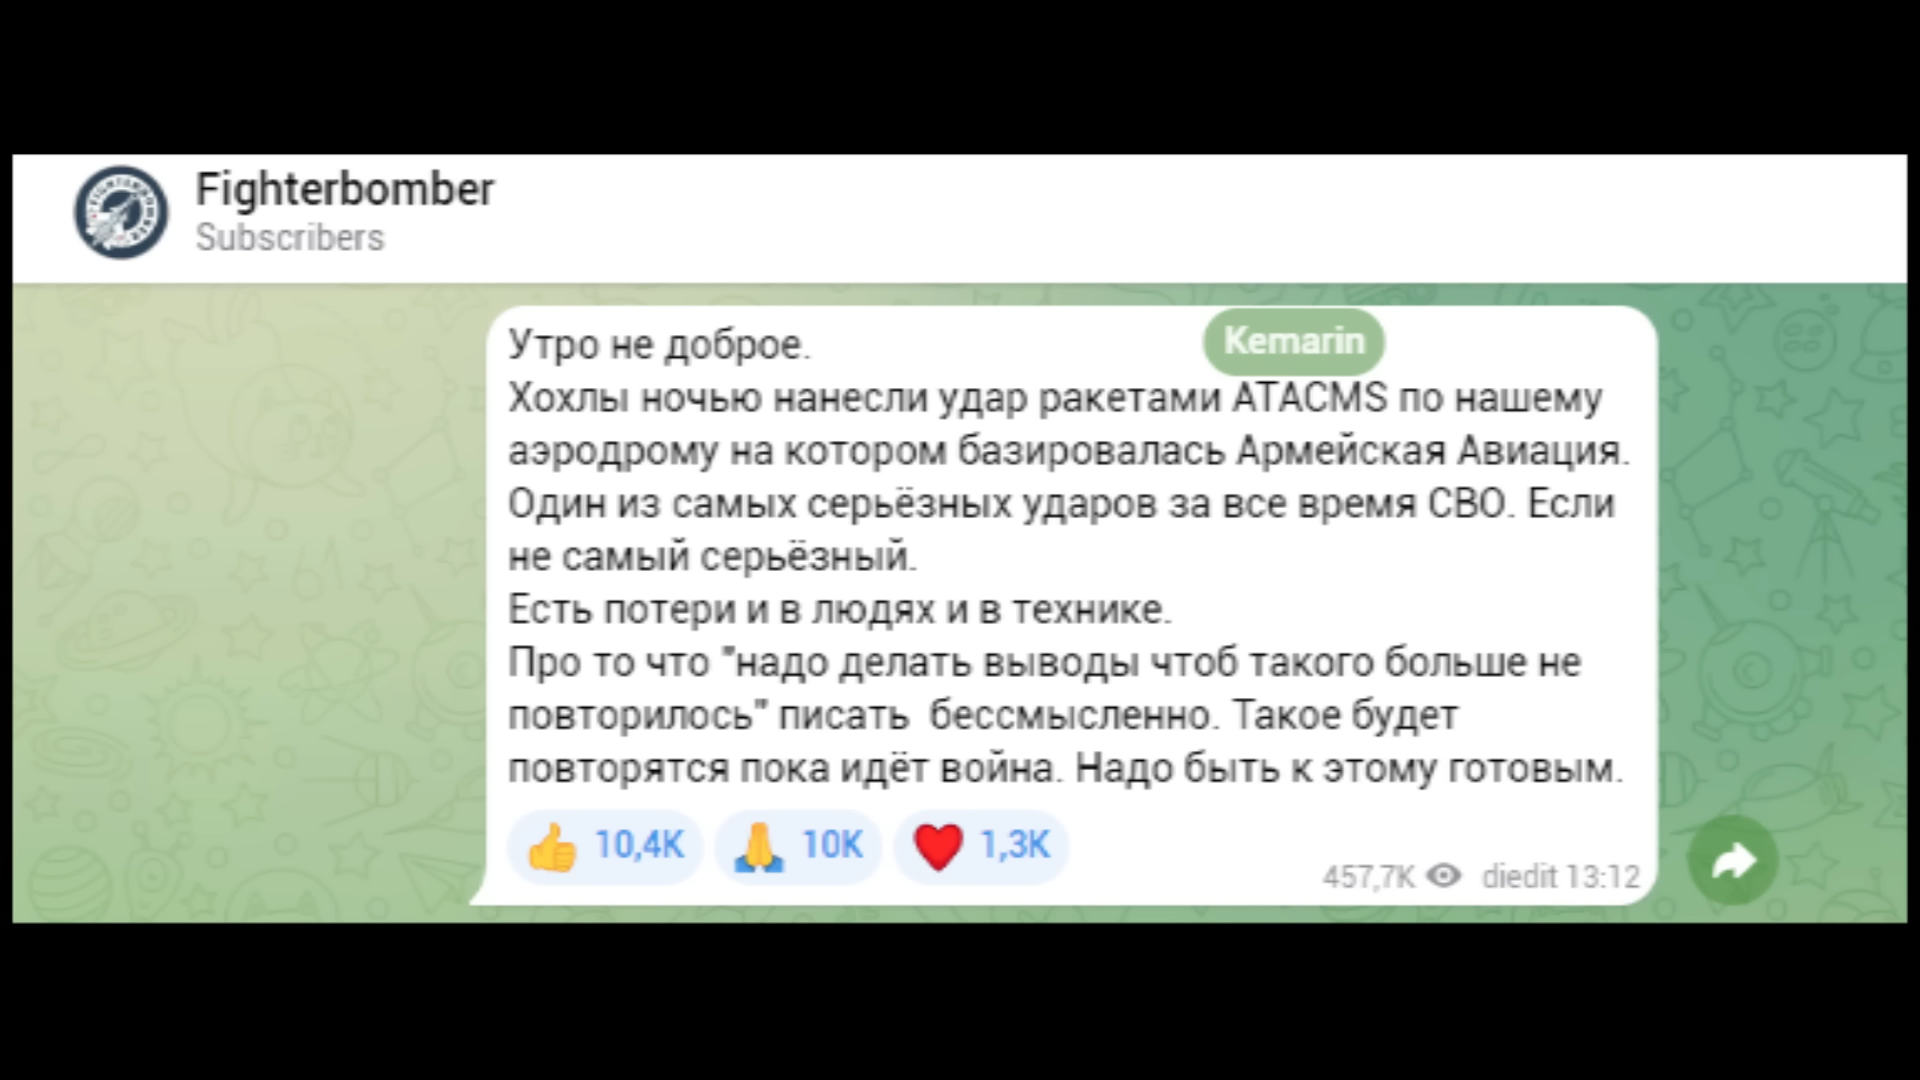 Fighterbomber
Subscribers
Kemarin
Утро не доброе.
Хохлы ночью нанесли удар ракетами ATACMS по нашему
аэродрому на котором базировалась Армейская Авиация.
Один из самых серьёзных ударов за все время СВО. Если
не самый серьёзный.
Есть потери и в людях и в технике.
Про то что "надо делать выводы чтоб такого больше не
повторилось" писать  бессмысленно. Такое будет
повторятся пока идёт война. Надо быть к этому готовым.
10,4K 10K 1,3K
457,7K diedit 13:12